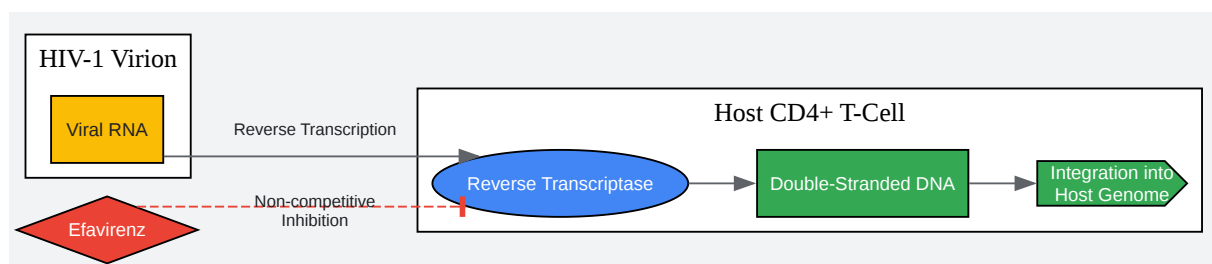 HIV-1 Virion
Viral RNA
Reverse Transcription
Host CD4+ T-Cell
Reverse Transcriptase
Double-Stranded DNA
Integration into
Host Genome
Efavirenz
Non-competitive
Inhibition